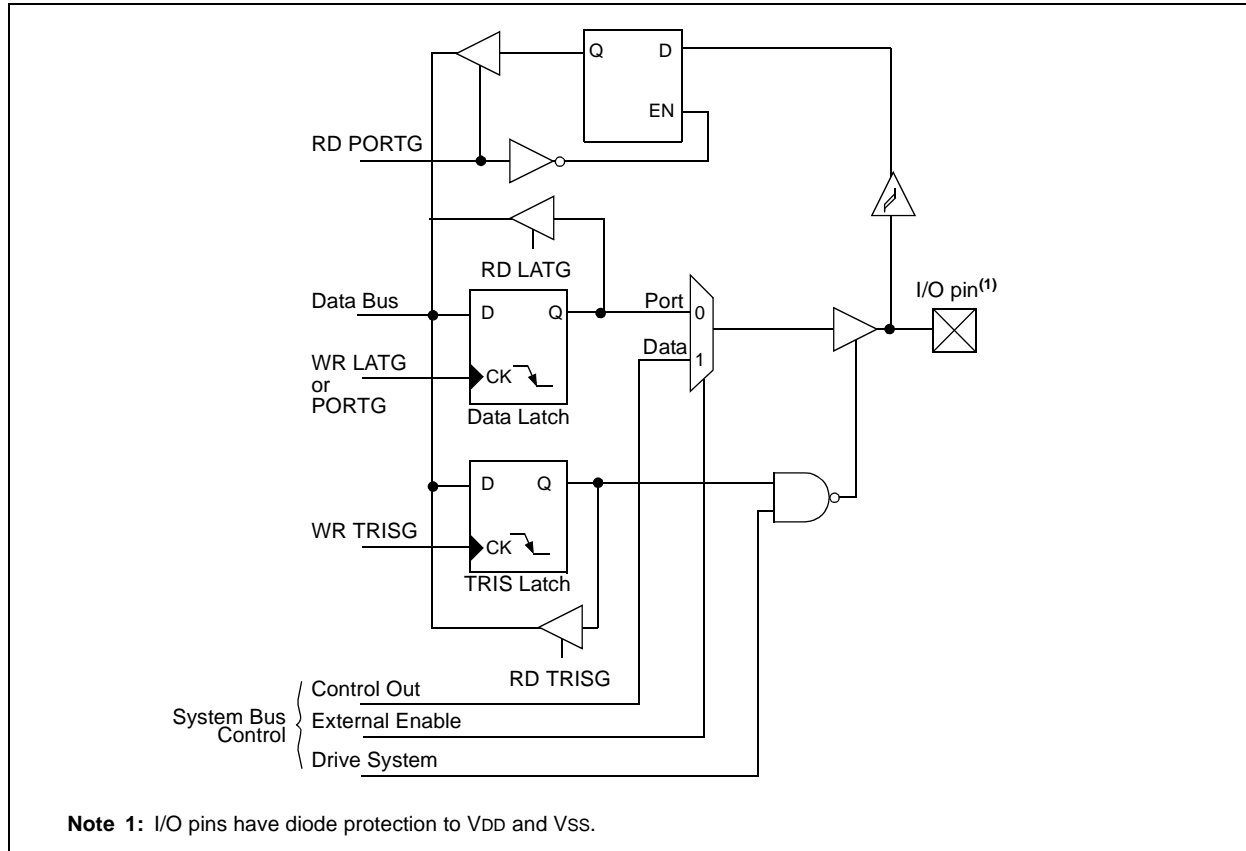 Q D
EN
RD PORTG
RD LATG
Data Bus
D Q
Port 0
I/O pin(1)
Data 1
WR LATG
or
PORTG
CK
Data Latch
D Q
WR TRISG
CK
TRIS Latch
RD TRISG
System Bus
Control
Control Out
External Enable
Drive System
Note 1: I/O pins have diode protection to VDD and VSS.